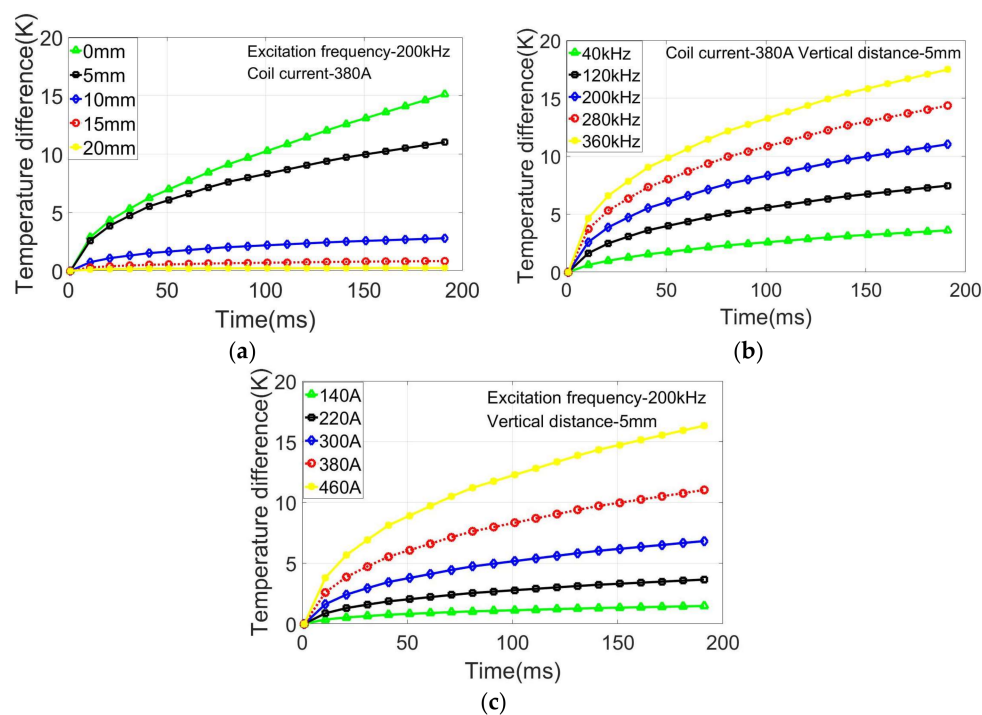 (a)
Temperature difference(K)
20
15
10
5
0
0mm
5mm
10mm
15mm
20mm
Excitation frequency-200kHz
Coil current-380A
0 50 100 150 200
Time(ms)
(b)
Temperature difference(K)
20
15
10
5
0
40kHz
120kHz
200kHz
280kHz
360kHz
Coil current-380A Vertical distance-5mm
0 50 100 150 200
Time(ms)
(c)
Temperature difference(K)
20
15
10
5
0
140A
220A
300A
380A
460A
Excitation frequency-200kHz
Vertical distance-5mm
0 50 100 150 200
Time(ms)